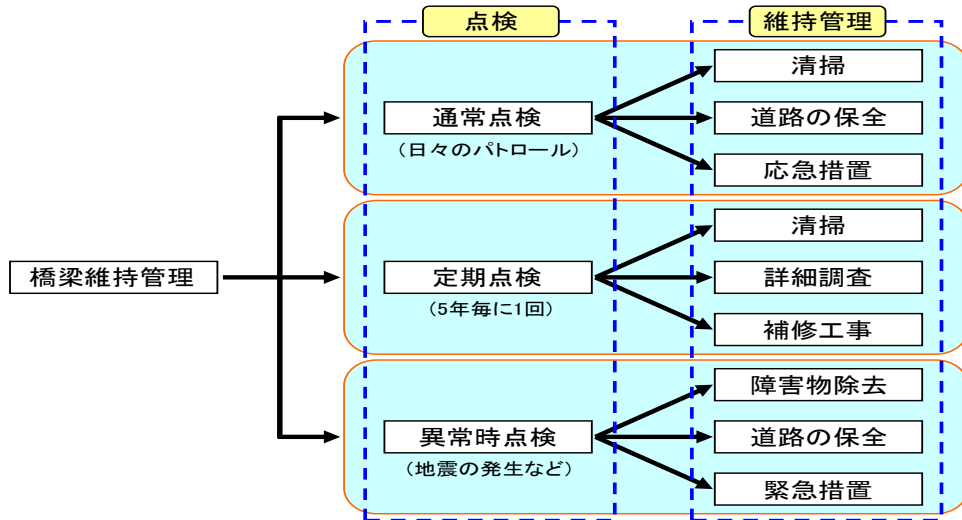 点検
維持管理
橋梁維持管理
通常点検
(日々のパトロール)
清掃
道路の保全
応急措置
定期点検
(5年毎に1回)
清掃
詳細調査
補修工事
異常時点検
(地震の発生など)
障害物除去
道路の保全
緊急措置